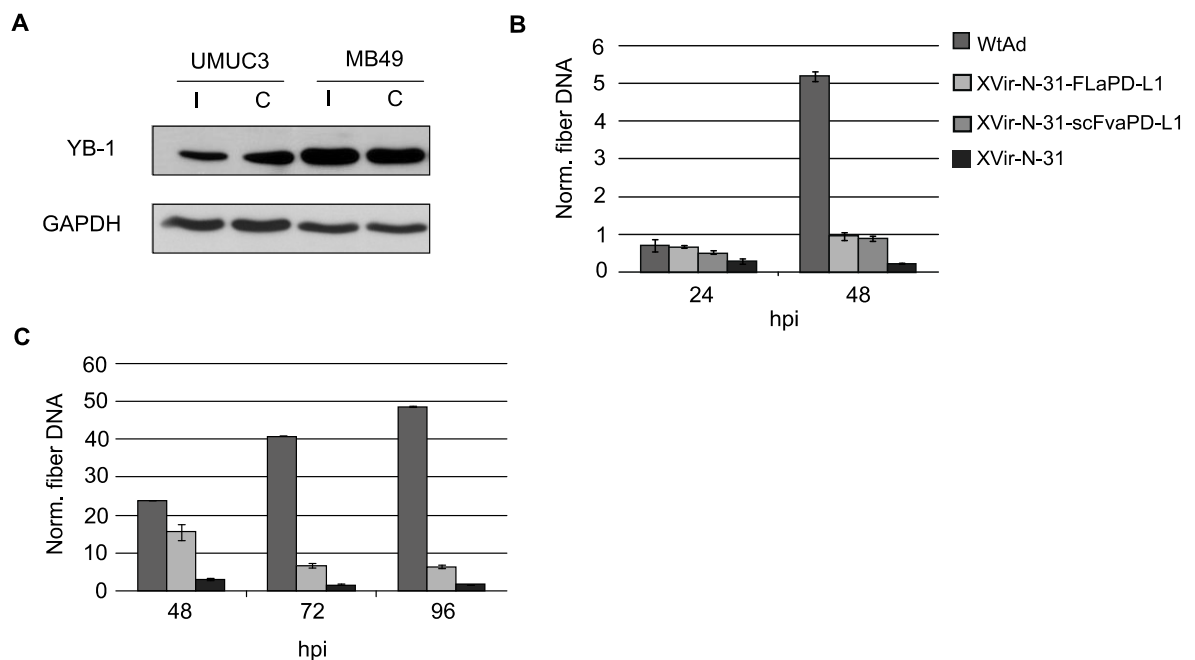 A
UMUC3 MB49
I C I C
YB-1
GAPDH
B
Norm. fiber DNA
6
5
4
3
2
1
0
24 48
hpi
WtAd
XVir-N-31-FLaPD-L1
XVir-N-31-scFvaPD-L1
XVir-N-31
C
Norm. fiber DNA
60
50
40
30
20
10
0
48 72 96
hpi